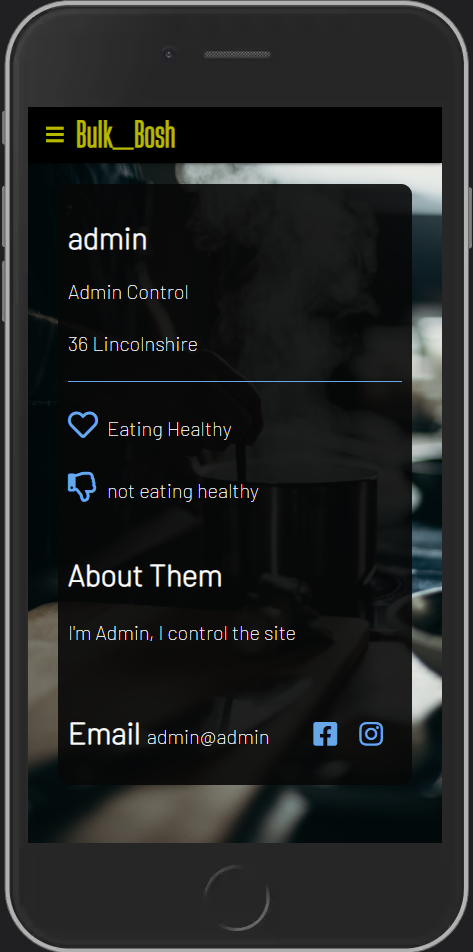 Bulk__Bosh
admin
Admin Control
36 Lincolnshire
Eating Healthy
not eating healthy
About Them
I'm Admin, I control the site
Email admin@admin